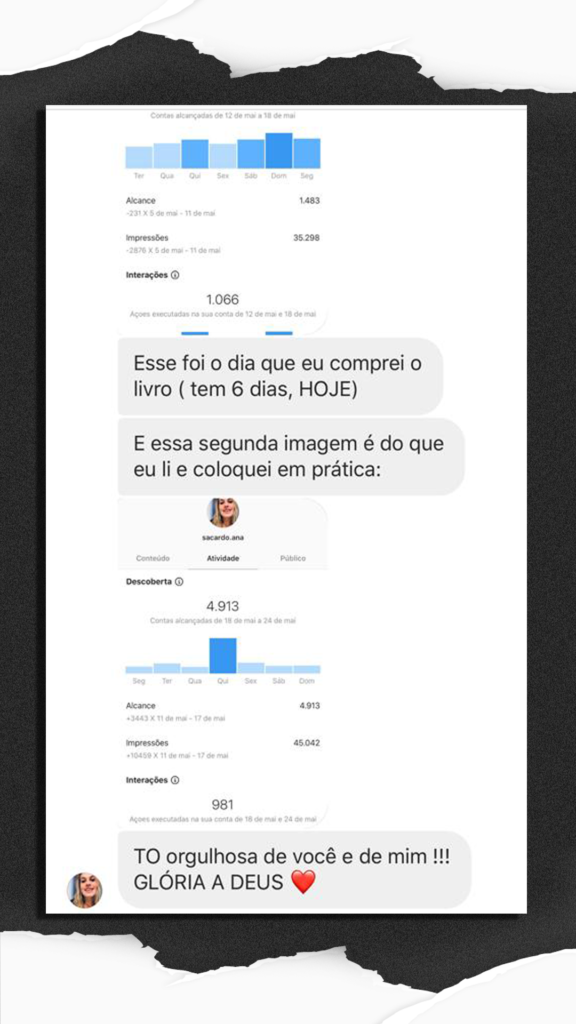 Contas alcançadas de 12 de mai a 18 de mai
Ter Qua Qui Sex Sáb Dom Seg
Alcance 1.483
-231 X 5 de mai - 11 de mai
Impressões 35.298
-2876 X 5 de mai - 11 de mai
Interações
1.066
Açoes executadas na sua conta de 12 de mai e 18 de mai
Esse foi o dia que eu comprei o
livro ( tem 6 dias, HOJE)
E essa segunda imagem é do que
eu li e coloquei em prática:
sacardo.ana
Conteúdo Atividade Público
Descoberta
4.913
Contas alcançadas de 18 de mai a 24 de mai
Seg Ter Qua Qui Sex Sáb Dom
Alcance 4.913
+3443 X 11 de mai - 17 de mai
Impressões 45.042
+10459 X 11 de mai - 17 de mai
Interações
981
Açoes executadas na sua conta de 18 de mai e 24 de mai
TO orgulhosa de você e de mim !!!
GLÓRIA A DEUS ❤️